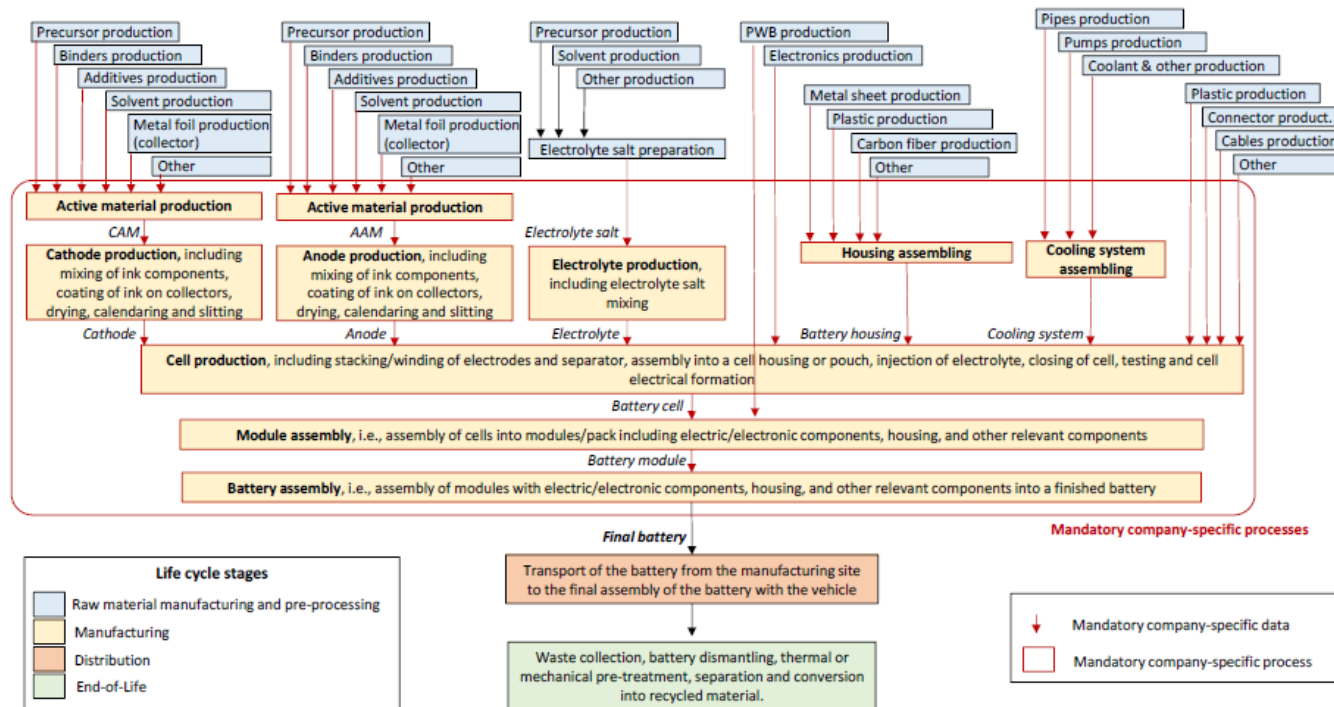 Precursor production
Binders production
Additives production
Solvent production
Metal foil production
(collector)
Other
Precursor production
Binders production
Additives production
Solvent production
Metal foil production
(collector)
Other
Precursor production
Solvent production
Other production
Electrolyte salt preparation
PWB production
Electronics production
Metal sheet production
Plastic production
Carbon fiber production
Other
Pipes production
Pumps production
Coolant & other production
Plastic production
Connector product.
Cables production
Other
Active material production
CAM
Cathode production, including
mixing of ink components,
coating of ink on collectors,
drying, calendaring and slitting
Cathode
Active material production
AAM
Anode production, including
mixing of ink components,
coating of ink on collectors,
drying, calendaring and slitting
Anode
Electrolyte salt
Electrolyte production,
including electrolyte salt
mixing
Electrolyte
Housing assembling
Battery housing
Cooling system
assembling
Cooling system
Cell production, including stacking/winding of electrodes and separator, assembly into a cell housing or pouch, injection of electrolyte, closing of cell, testing and cell
electrical formation
Battery cell
Module assembly, i.e., assembly of cells into modules/pack including electric/electronic components, housing, and other relevant components
Battery module
Battery assembly, i.e., assembly of modules with electric/electronic components, housing, and other relevant components into a finished battery
Mandatory company-specific processes
Final battery
Transport of the battery from the manufacturing site
to the final assembly of the battery with the vehicle
Waste collection, battery dismantling, thermal or
mechanical pre-treatment, separation and conversion
into recycled material.
Life cycle stages
Raw material manufacturing and pre-processing
Manufacturing
Distribution
End-of-Life
Mandatory company-specific data
Mandatory company-specific process